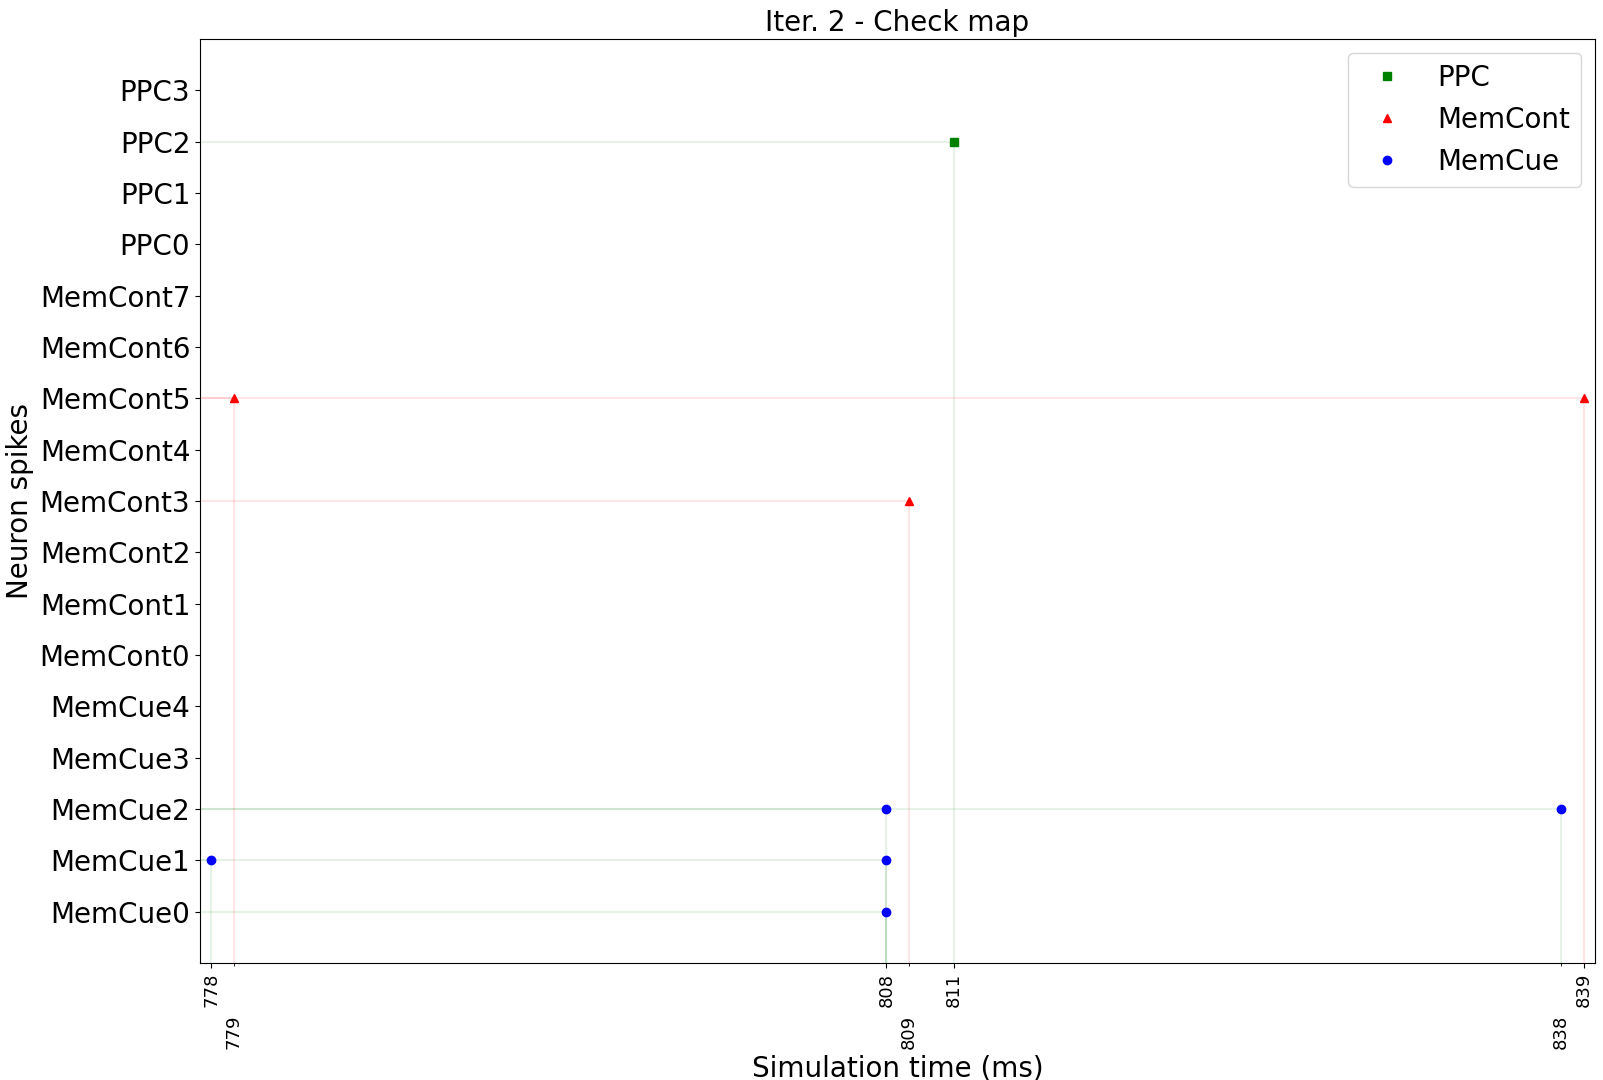 Iter. 2 - Check map
PPC
MemCont
MemCue
Neuron spikes
PPC3
PPC2
PPC1
PPC0
MemCont7
MemCont6
MemCont5
MemCont4
MemCont3
MemCont2
MemCont1
MemCont0
MemCue4
MemCue3
MemCue2
MemCue1
MemCue0
778
779
808
809
811
838
839
Simulation time (ms)